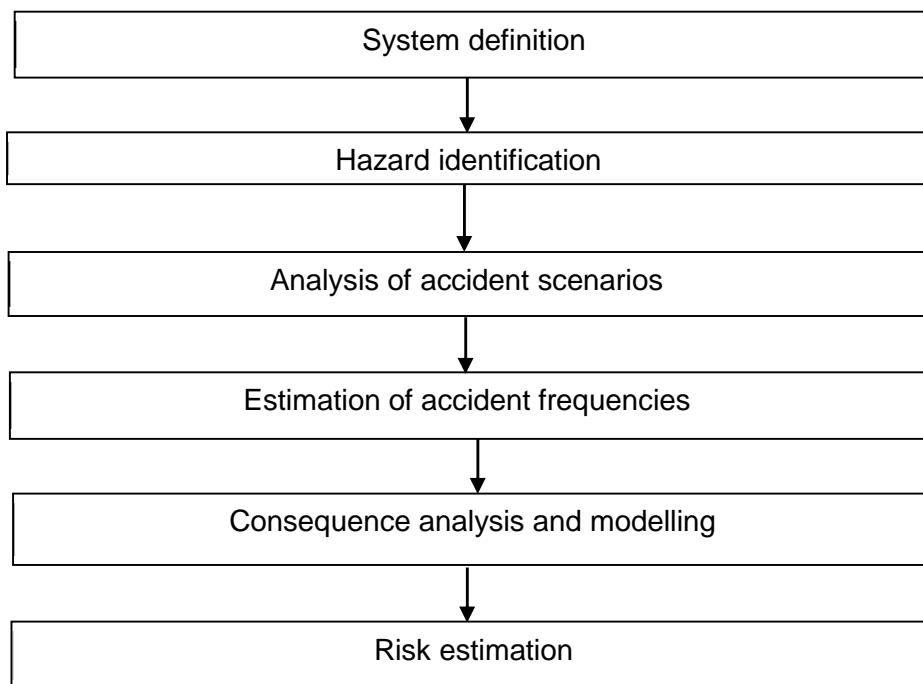 System definition
Hazard identification
Analysis of accident scenarios
Estimation of accident frequencies
Consequence analysis and modelling
Risk estimation